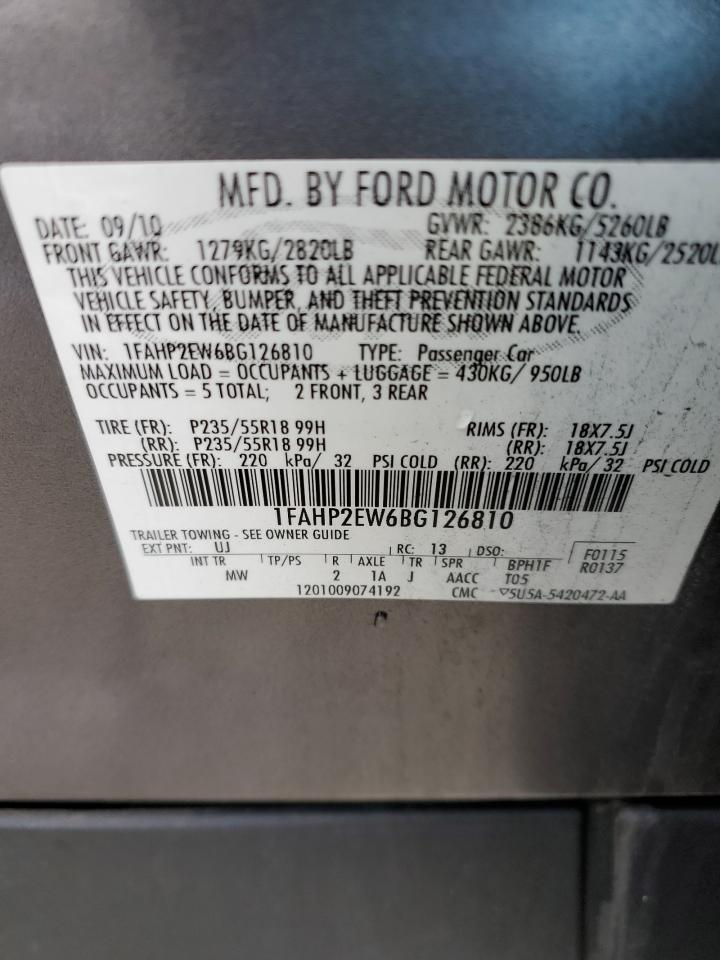 MFD. BY FORD MOTOR CO.
DATE: 09/10 GVWR: 2386KG/5260LB
FRONT GAWR: 1279KG/2820LB REAR GAWR: 1143KG/2520L
THIS VEHICLE CONFORMS TO ALL APPLICABLE FEDERAL MOTOR
VEHICLE SAFETY, BUMPER, AND THEFT PREVENTION STANDARDS
IN EFFECT ON THE DATE OF MANUFACTURE SHOWN ABOVE.
VIN: 1FAHP2EW6BG126810 TYPE: Passenger Car
MAXIMUM LOAD = OCCUPANTS + LUGGAGE = 430KG/ 950LB
OCCUPANTS = 5 TOTAL; 2 FRONT, 3 REAR
TIRE (FR): P235/55R18 99H RIMS (FR): 18X7.5J
(RR): P235/55R18 99H (RR): 18X7.5J
PRESSURE (FR): 220 kPa/ 32 PSI COLD (RR): 220 kPa/ 32 PSI COLD
1FAHP2EW6BG126810
TRAILER TOWING - SEE OWNER GUIDE
EXT PNT: UJ RC: 13 DSO: F0115
INT TR TP/PS R AXLE TR SPR BPH1F R0137
MW 2 1A J AACC T05
1201009074192 CMC ▽5U5A-5420472-AA